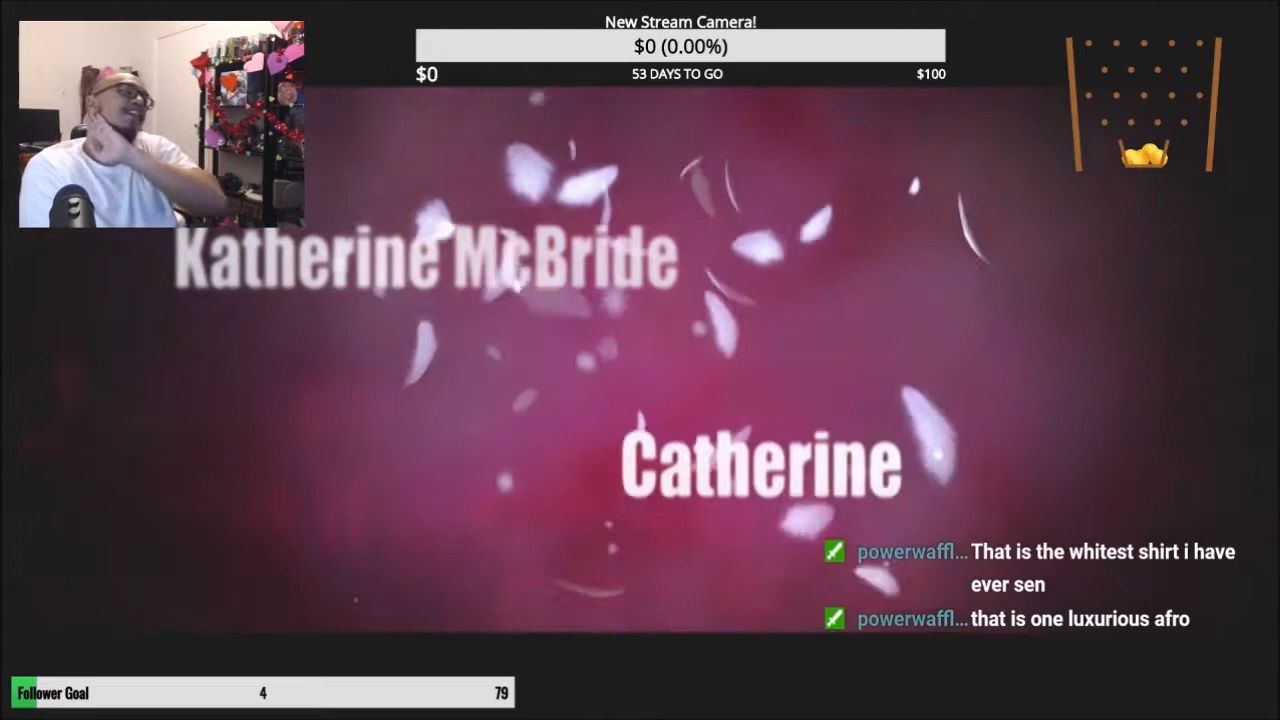 New Stream Camera!
$0 (0.00%)
$0 53 DAYS TO GO $100
Katherine McBride
Catherine
powerwaffl... That is the whitest shirt i have
ever sen
powerwaffl... that is one luxurious afro
Follower Goal 4 79